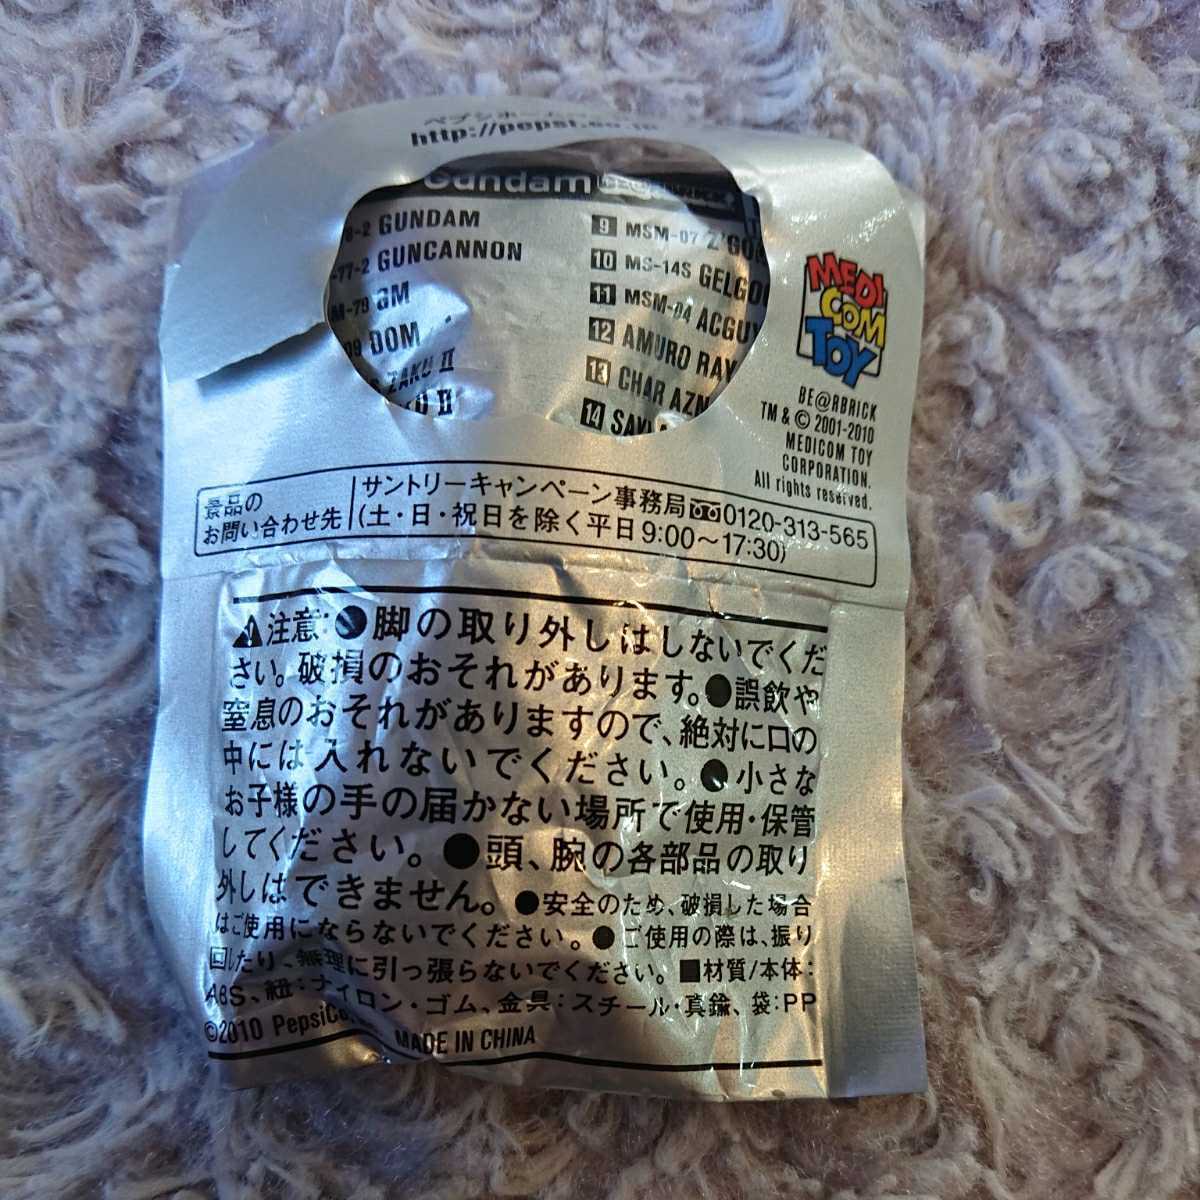 ペプシホーム
http://pepsi.co.jp
Gundam
8-2 GUNDAM
-77-2 GUNCANNON
M-79 GM
09 DOM
S ZAKU II
II
9 MSM-07 Z'GO
10 MS-14S GELGO
11 MSM-04 ACGUY
12 AMURO RAY
13 CHAR AZN
14 SAYLA
MEDI
COM
TOY
BE@RBRICK
TM & © 2001-2010
MEDICOM TOY
CORPORATION.
All rights reserved.
景品の
お問い合わせ先
サントリーキャンペーン事務局 0120-313-565
(土・日・祝日を除く平日9:00〜17:30)
注意:●脚の取り外しはしないでくだ
さい。破損のおそれがあります。●誤飲や
窒息のおそれがありますので、絶対に口の
中には入れないでください。●小さな
お子様の手の届かない場所で使用・保管
してください。●頭、腕の各部品の取り
外しはできません。●安全のため、破損した場合
はご使用にならないでください。●ご使用の際は、振り
回したり、無理に引っ張らないでください。■材質/本体:
ABS、紐:ナイロン・ゴム、金具:スチール・真鍮、袋:PP
©2010 PepsiCo, MADE IN CHINA